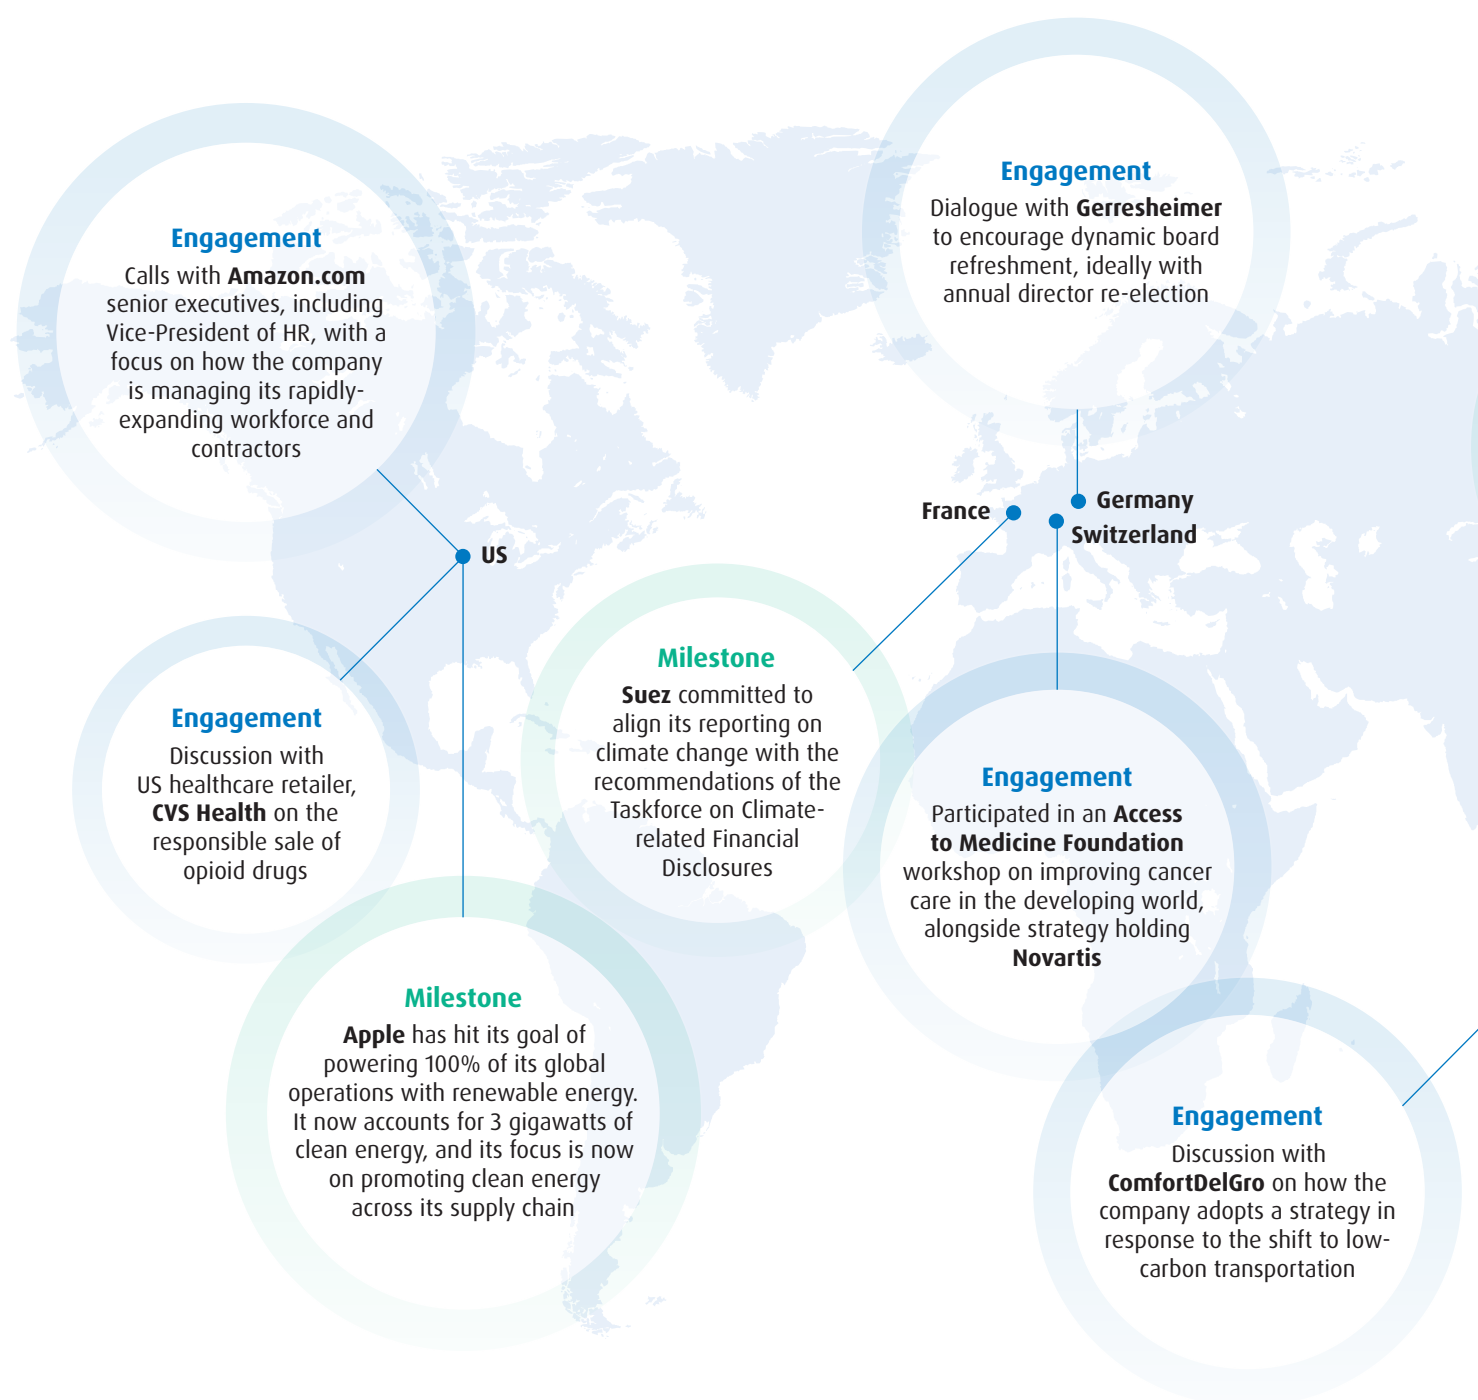 Engagement
Calls with Amazon.com
senior executives, including
Vice-President of HR, with a
focus on how the company
is managing its rapidly-
expanding workforce and
contractors
Engagement
Dialogue with Gerresheimer
to encourage dynamic board
refreshment, ideally with
annual director re-election
France
Germany
Switzerland
US
Engagement
Discussion with
US healthcare retailer,
CVS Health on the
responsible sale of
opioid drugs
Milestone
Suez committed to
align its reporting on
climate change with the
recommendations of the
Taskforce on Climate-
related Financial
Disclosures
Engagement
Participated in an Access
to Medicine Foundation
workshop on improving cancer
care in the developing world,
alongside strategy holding
Novartis
Milestone
Apple has hit its goal of
powering 100% of its global
operations with renewable energy.
It now accounts for 3 gigawatts of
clean energy, and its focus is now
on promoting clean energy
across its supply chain
Engagement
Discussion with
ComfortDelGro on how the
company adopts a strategy in
response to the shift to low-
carbon transportation